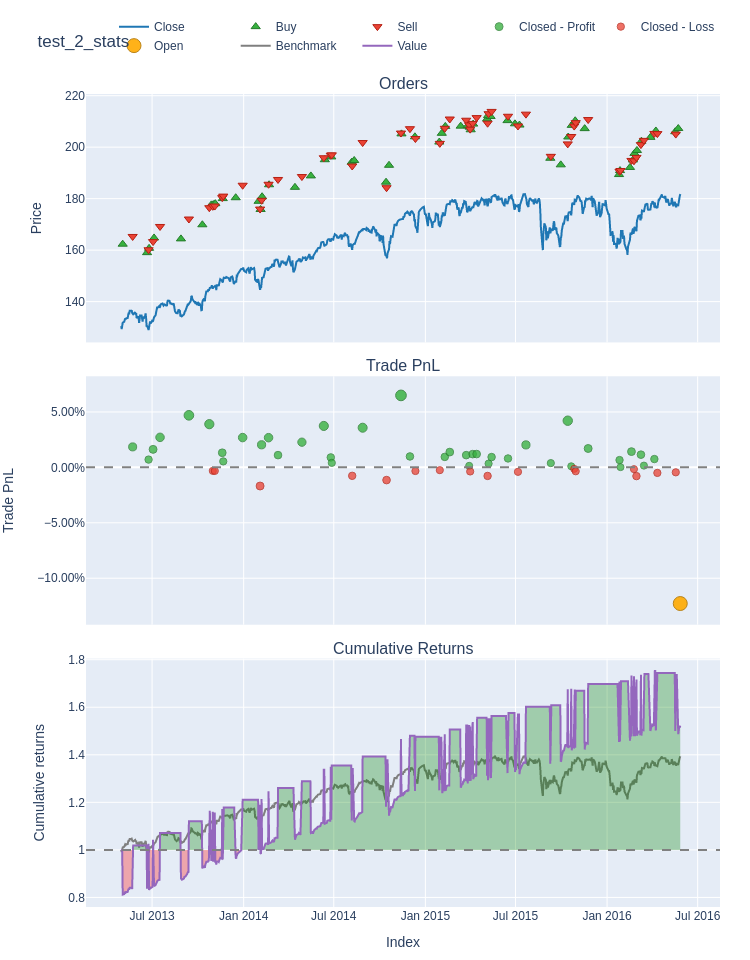 Close Buy Sell Closed - Profit Closed - Loss
test_2_stats Open Benchmark Value
Orders
220
200
180
160
140
Price
Trade PnL
5.00%
0.00%
−5.00%
−10.00%
Trade PnL
Cumulative Returns
1.8
1.6
1.4
1.2
1
0.8
Cumulative returns
Jul 2013 Jan 2014 Jul 2014 Jan 2015 Jul 2015 Jan 2016 Jul 2016
Index